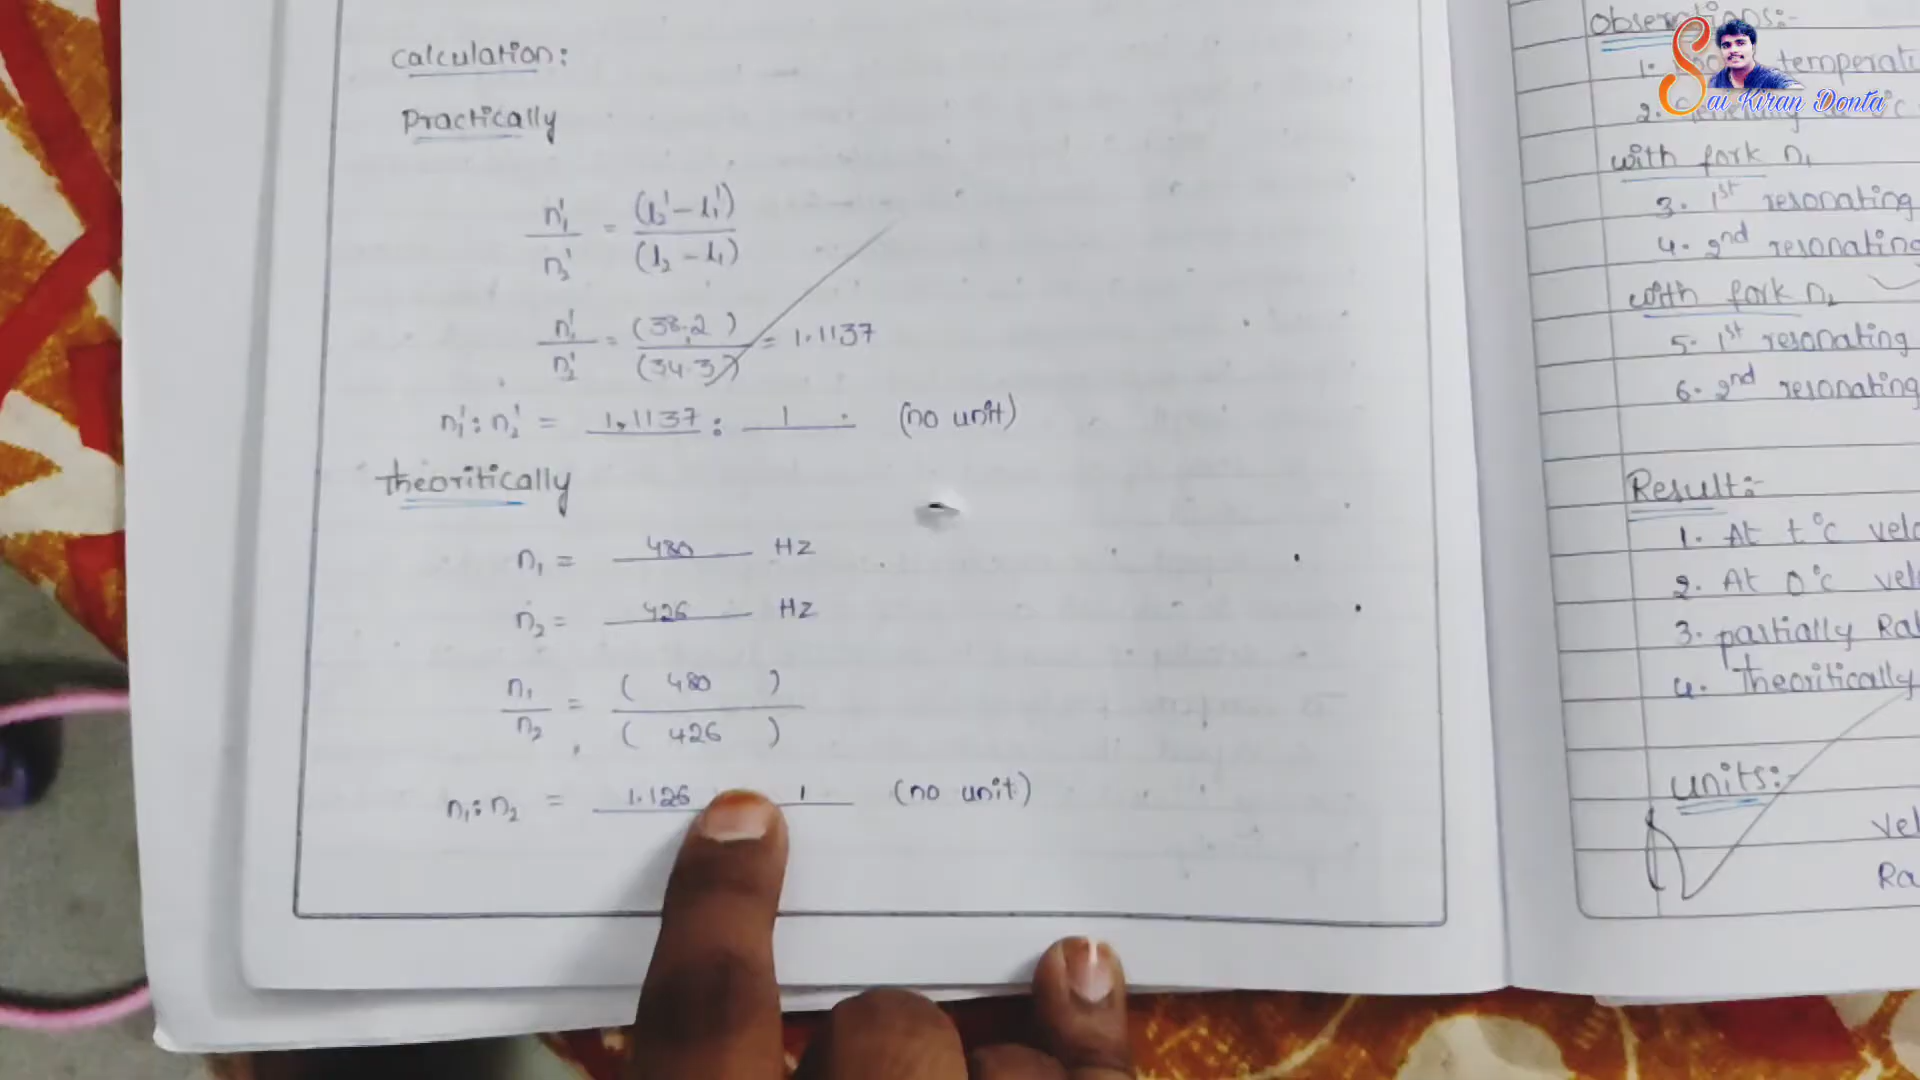 Calculation:
Practically
n₁' / n₂' = (l₂' - l₁') / (l₂ - l₁)
n₁' / n₂' = (38.2) / (34.3) = 1.1137
n₁' : n₂' = 1.1137 : 1 (no unit)
Theoritically
n₁ = 480 Hz
n₂ = 426 Hz
n₁ / n₂ = ( 480 ) / ( 426 )
n₁ : n₂ = 1.126 1 (no unit)
Observations:-
1. temperatu
2. Generally °C
with fork n₁
3. 1st resonating
4. 2nd resonating
with fork n₂
5. 1st resonating
6. 2nd resonating
Result:-
1. At t°C velo
2. At 0°C vel
3. partially Ra
4. Theoritically
units:-
vel
Ra
Sai Kiran Donta